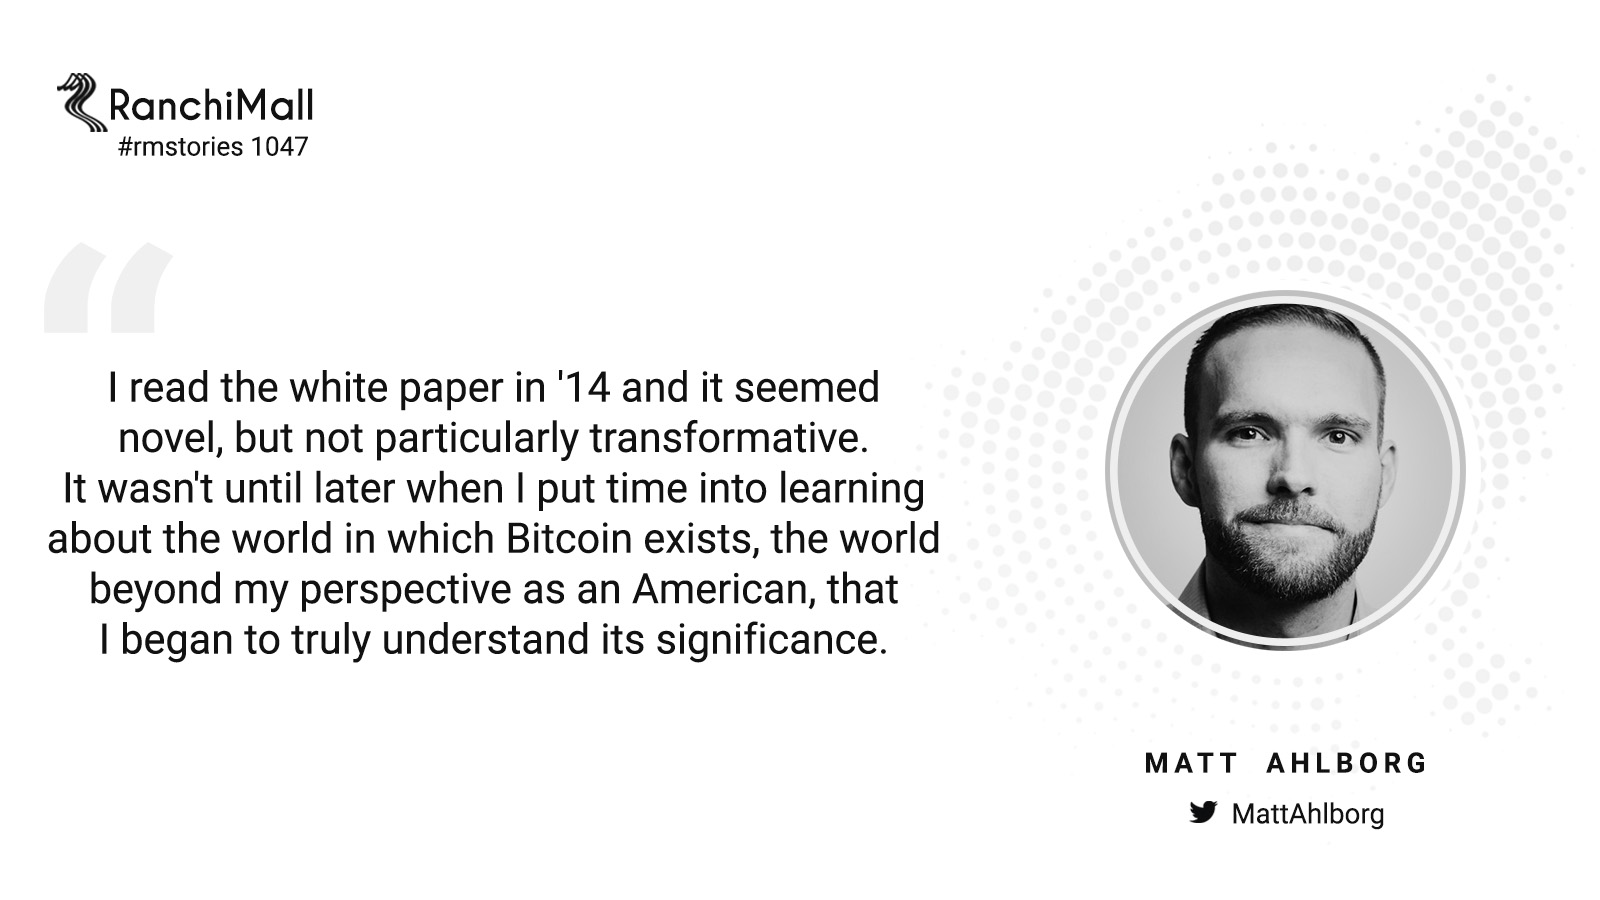 RanchiMall
#rmstories 1047
“
I read the white paper in '14 and it seemed
novel, but not particularly transformative.
It wasn't until later when I put time into learning
about the world in which Bitcoin exists, the world
beyond my perspective as an American, that
I began to truly understand its significance.
MATT AHLBORG
MattAhlborg